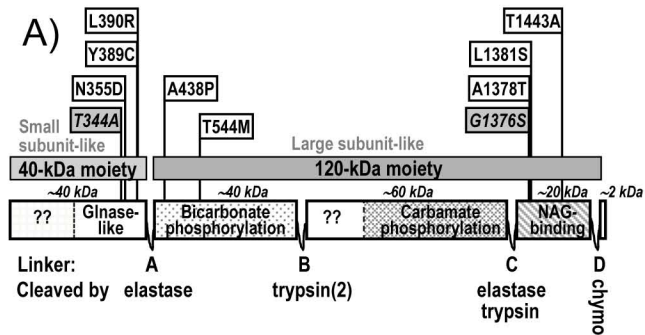 A)
L390R
Y389C
N355D
T344A
A438P
T544M
T1443A
L1381S
A1378T
G1376S
Small
subunit-like
Large subunit-like
40-kDa moiety
120-kDa moiety
~40 kDa
~40 kDa
~60 kDa
~20 kDa
~2 kDa
??
Glnase-
like
Bicarbonate
phosphorylation
??
Carbamate
phosphorylation
NAG-
binding
Linker: A B C D
Cleaved by elastase trypsin(2) elastase
trypsin
chymo